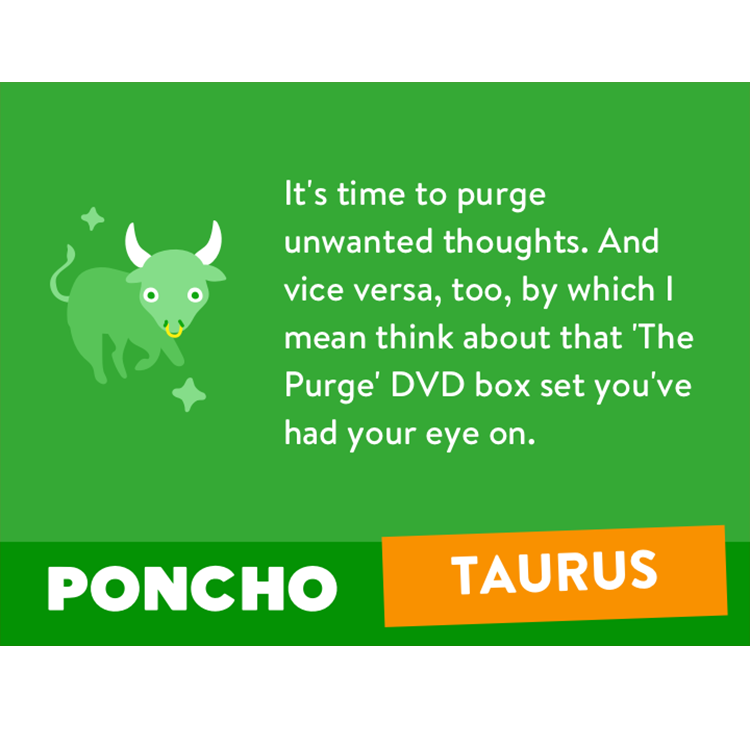 It's time to purge
unwanted thoughts. And
vice versa, too, by which I
mean think about that 'The
Purge' DVD box set you've
had your eye on.
PONCHO
TAURUS